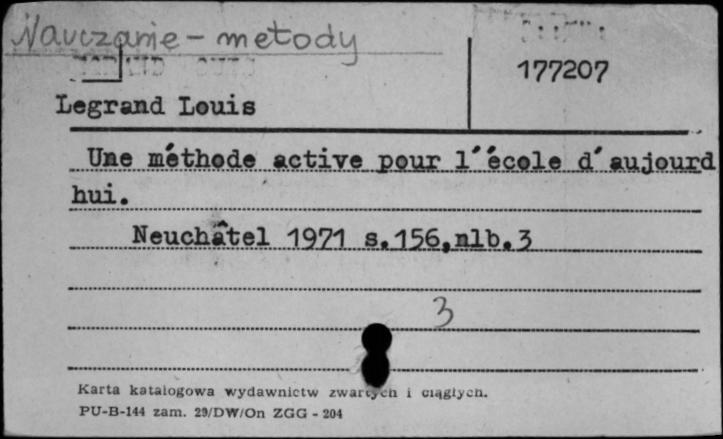 Nauczanie - metody
177207
Legrand Louis
Une méthode active pour l'école d'aujourd
hui.
Neuchâtel 1971 s.156,nlb.3
3
Karta katalogowa wydawnictw zwartych i ciągłych.
PU-B-144 zam. 29/DW/On ZGG - 204